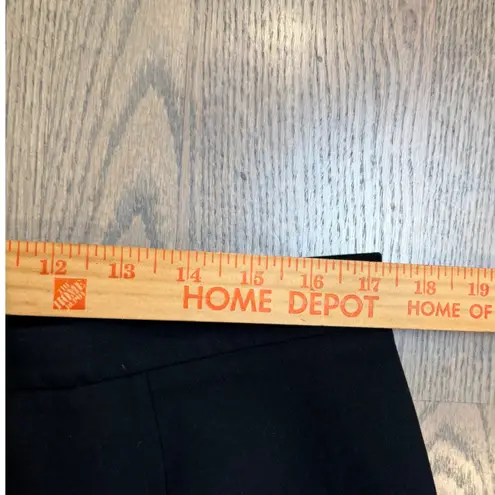 12 13 14 15 16 17 18 19
THE HOME DEPOT HOME DEPOT HOME OF